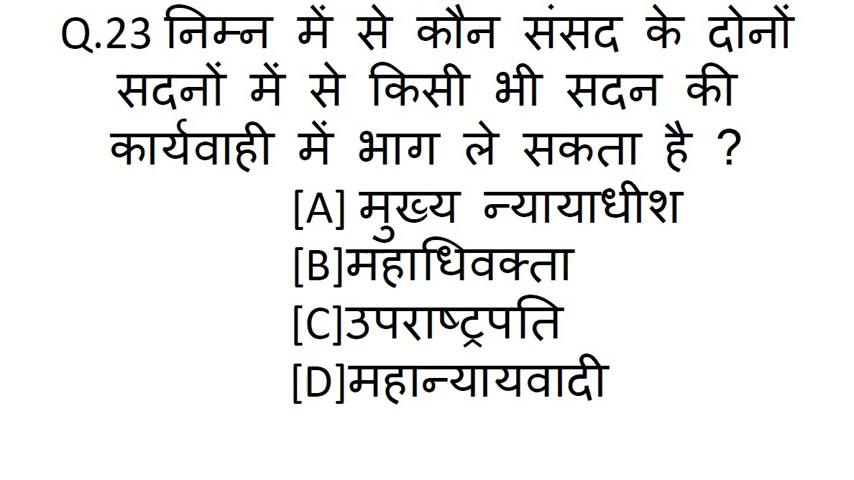 Q.23 निम्न में से कौन संसद के दोनों
सदनों में से किसी भी सदन की
कार्यवाही में भाग ले सकता है ?
[A] मुख्य न्यायाधीश
[B]महाधिवक्ता
[C]उपराष्ट्रपति
[D]महान्यायवादी